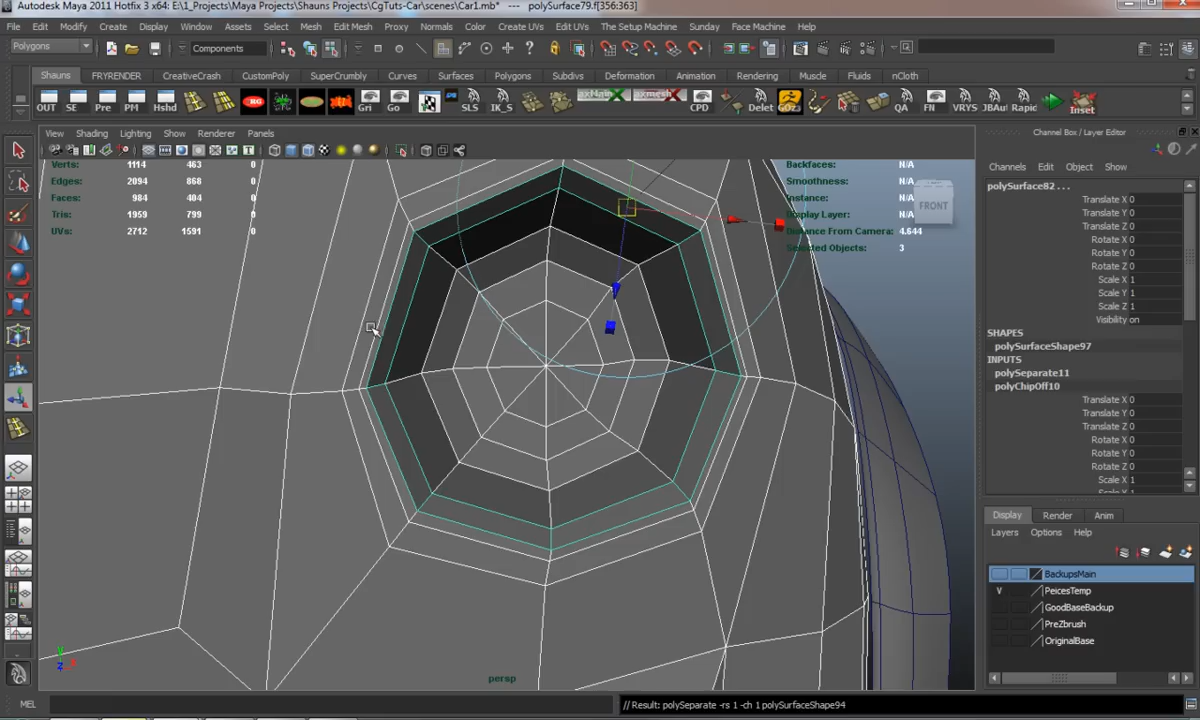 Autodesk Maya 2011 Hotfix 3 x64: E:\1_Projects\Maya Projects\Shauns Projects\CgTuts-Car\scenes\Car1.mb* --- polySurface79.f[356:363]
File Edit Modify Create Display Window Assets Select Mesh Edit Mesh Proxy Normals Color Create UVs Edit UVs The Setup Machine Sunday Face Machine Help
Polygons Components
Shauns FRYRENDER CreativeCrash CustomPoly SuperCrumbly Curves Surfaces Polygons Subdivs Deformation Animation Rendering Muscle Fluids nCloth
OUT SE Pre PM Hshd Gri Go SLS IK_S CPD Delet GOZ QA FN VRYS JBAu Rapic Inset
View Shading Lighting Show Renderer Panels
Channel Box / Layer Editor
Channels Edit Object Show
Verts: 1114 463 0
Edges: 2094 868 0
Faces: 984 484 0
Tris: 1959 799 0
UVs: 2712 1591 0
Backfaces: N/A
Smoothness: N/A
Instance: N/A
Display Layer: N/A
Distance From Camera: 4.644
Selected Objects: 3
FRONT
polySurface82 . . .
Translate X 0
Translate Y 0
Translate Z 0
Rotate X 0
Rotate Y 0
Rotate Z 0
Scale X 1
Scale Y 1
Scale Z 1
Visibility on
SHAPES
polySurfaceShape97
INPUTS
polySeparate11
polyChipOff10
Translate X 0
Translate Y 0
Translate Z 0
Rotate X 0
Rotate Y 0
Rotate Z 0
Scale X 1
Display Render Anim
Layers Options Help
BackupsMain
V PeicesTemp
GoodBaseBackup
PreZbrush
OriginalBase
persp
MEL // Result: polySeparate -rs 1 -ch 1 polySurfaceShape94